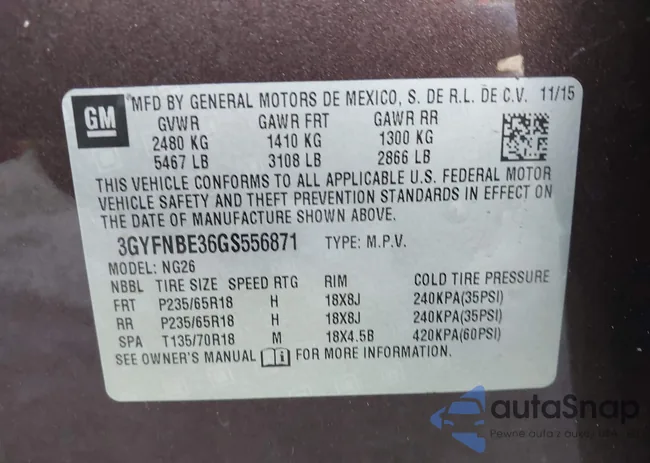 GM
MFD BY GENERAL MOTORS DE MEXICO, S. DE R.L. DE C.V. 11/15
GVWR GAWR FRT GAWR RR
2480 KG 1410 KG 1300 KG
5467 LB 3108 LB 2866 LB
THIS VEHICLE CONFORMS TO ALL APPLICABLE U.S. FEDERAL MOTOR
VEHICLE SAFETY AND THEFT PREVENTION STANDARDS IN EFFECT ON
THE DATE OF MANUFACTURE SHOWN ABOVE.
3GYFNBE36GS556871 TYPE: M.P.V.
MODEL: NG26
NBBL TIRE SIZE SPEED RTG RIM COLD TIRE PRESSURE
FRT P235/65R18 H 18X8J 240KPA(35PSI)
RR P235/65R18 H 18X8J 240KPA(35PSI)
SPA T135/70R18 M 18X4.5B 420KPA(60PSI)
SEE OWNER'S MANUAL FOR MORE INFORMATION.
autaSnap
Pewne auta z